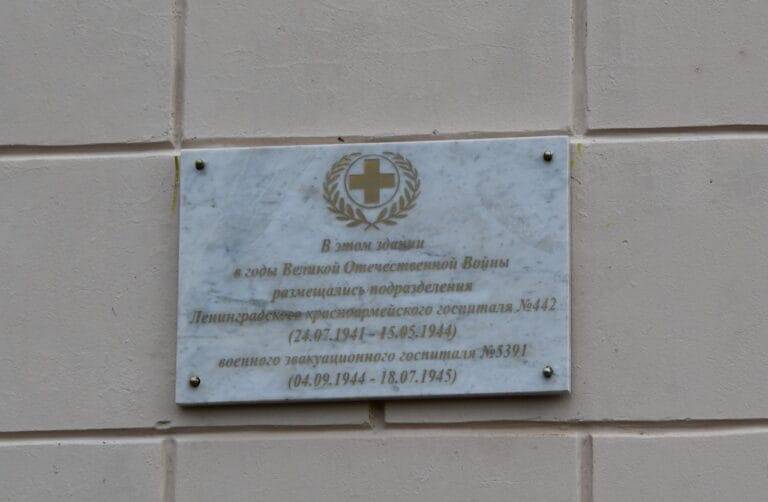 В этом здании
в годы Великой Отечественной Войны
размещались подразделения
Ленинградского красноармейского госпиталя №442
(24.07.1941 - 15.05.1944)
военного эвакуационного госпиталя №5391
(04.09.1944 - 18.07.1945)